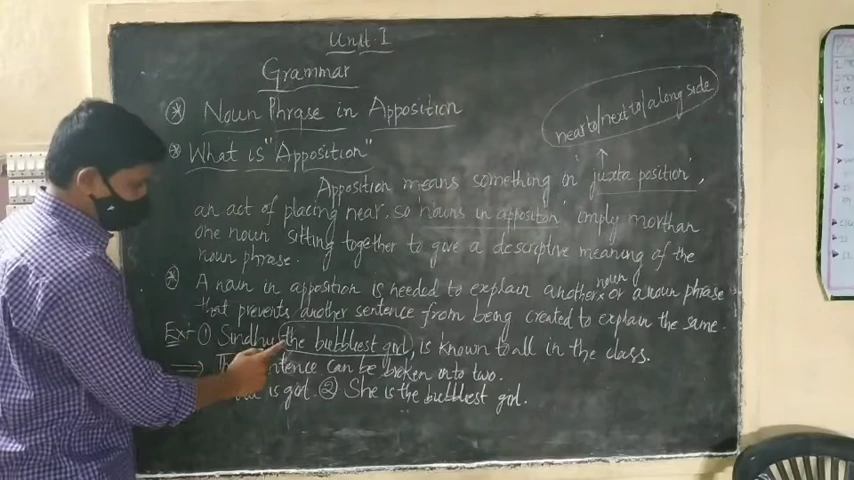 Unit-I
Grammar
* Noun Phrase in Apposition
near to/next to/along side
* What is "Apposition"
Apposition means something in 'juxta position',
an act of placing near. so 'nouns in apposition' imply morthan
one noun sitting together to give a descriptive meaning of the
noun phrase.
* A noun in apposition is needed to explain another noun or a noun phrase
that prevents another sentence from being created to explain the same.
Ex:- ① Sindhu, the bubbliest girl, is known to all in the class.
⇒ sentence can be broken into two.
is girl. ② She is the bubbliest girl.